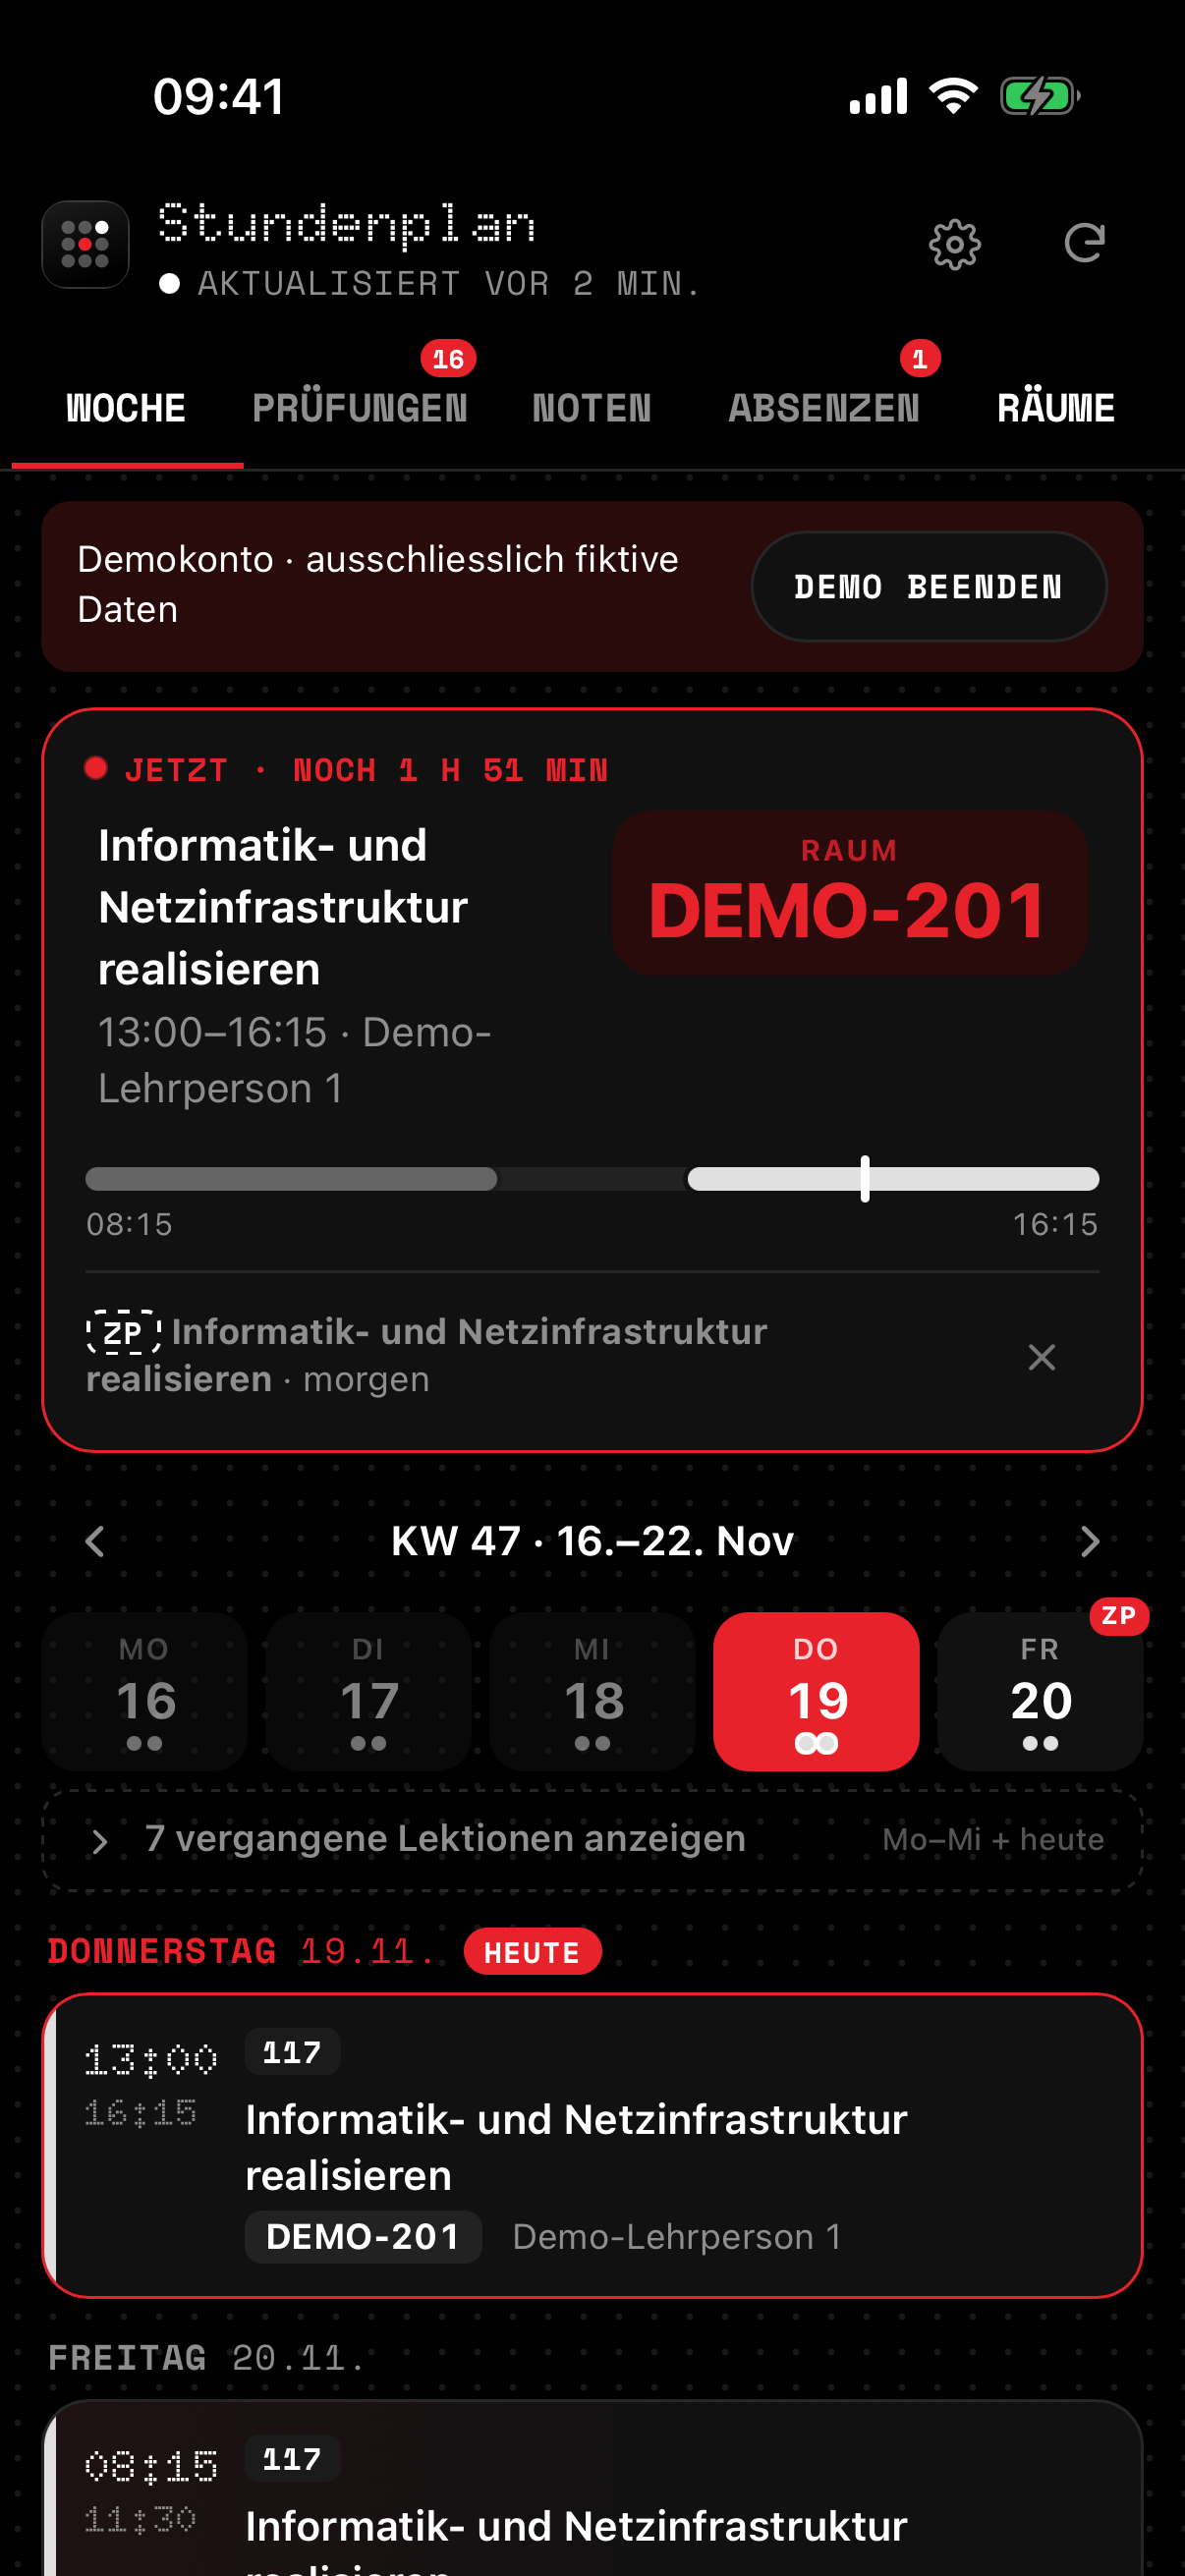 09:41
Stundenplan
AKTUALISIERT VOR 2 MIN.
16
1
WOCHE PRÜFUNGEN NOTEN ABSENZEN RÄUME
Demokonto · ausschliesslich fiktive
Daten
DEMO BEENDEN
JETZT · NOCH 1 H 51 MIN
Informatik- und
Netzinfrastruktur
realisieren
13:00–16:15 · Demo-
Lehrperson 1
RAUM
DEMO-201
08:15 16:15
ZP Informatik- und Netzinfrastruktur
realisieren · morgen
KW 47 · 16.–22. Nov
ZP
MO DI MI DO FR
16 17 18 19 20
7 vergangene Lektionen anzeigen Mo–Mi + heute
DONNERSTAG 19.11. HEUTE
13:00 117
16:15
Informatik- und Netzinfrastruktur
realisieren
DEMO-201 Demo-Lehrperson 1
FREITAG 20.11.
08:15 117
11:30
Informatik- und Netzinfrastruktur
realisieren